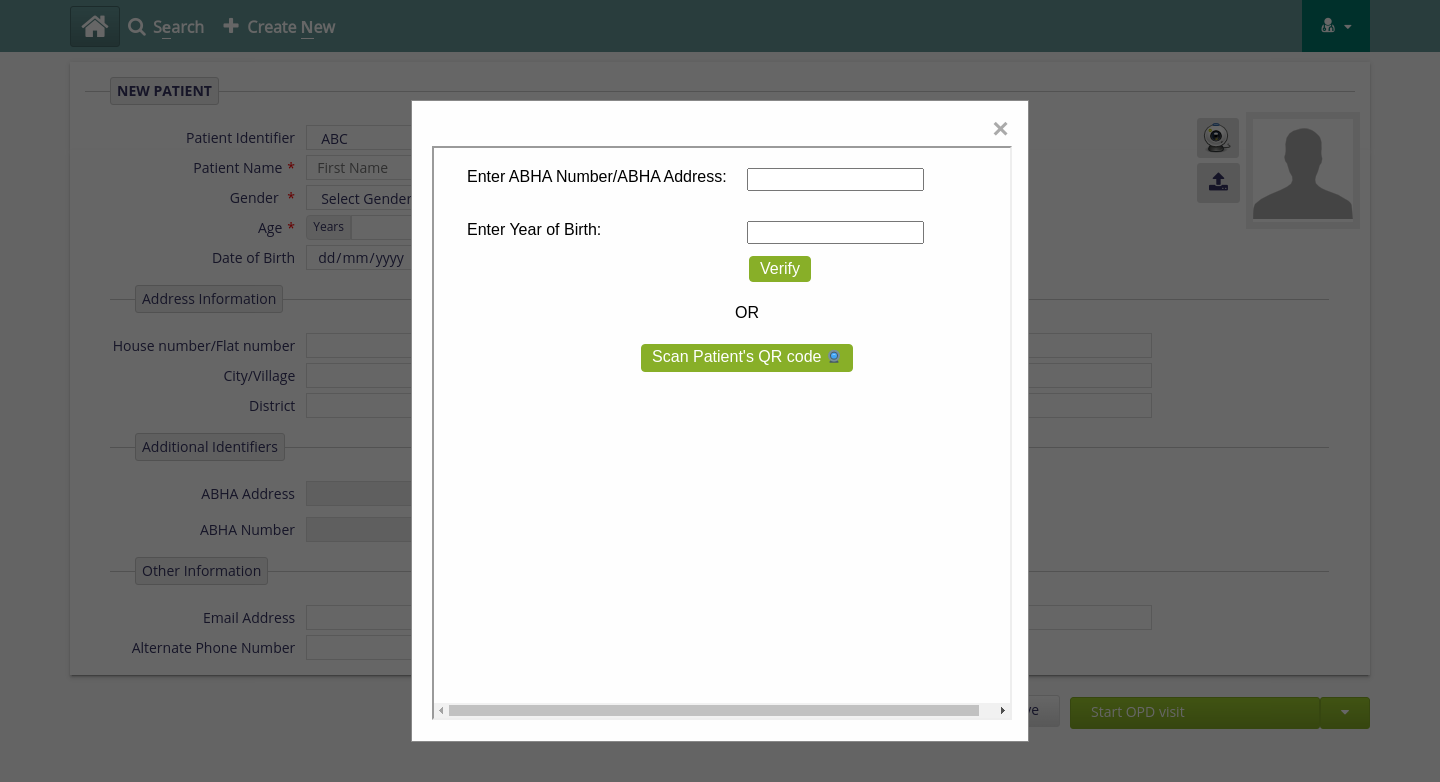 Search Create New
NEW PATIENT
Patient Identifier ABC
Patient Name * First Name
Gender * Select Gender
Age * Years
Date of Birth dd/mm/yyyy
Address Information
House number/Flat number
City/Village
District
Additional Identifiers
ABHA Address
ABHA Number
Other Information
Email Address
Alternate Phone Number
×
Enter ABHA Number/ABHA Address:
Enter Year of Birth:
Verify
OR
Scan Patient's QR code
Start OPD visit